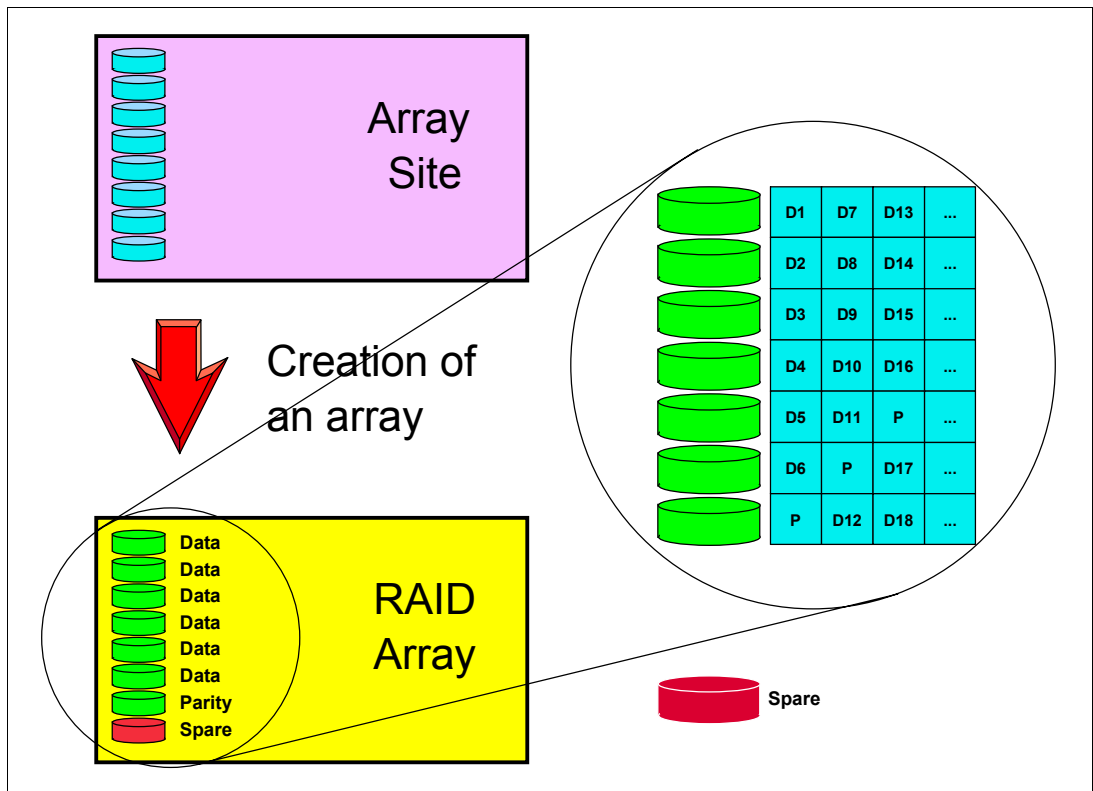 Array
Site
Creation of
an array
Data
Data
Data
Data
Data
Data
Parity
Spare
RAID
Array
D1 D7 D13 ...
D2 D8 D14 ...
D3 D9 D15 ...
D4 D10 D16 ...
D5 D11 P ...
D6 P D17 ...
P D12 D18 ...
Spare